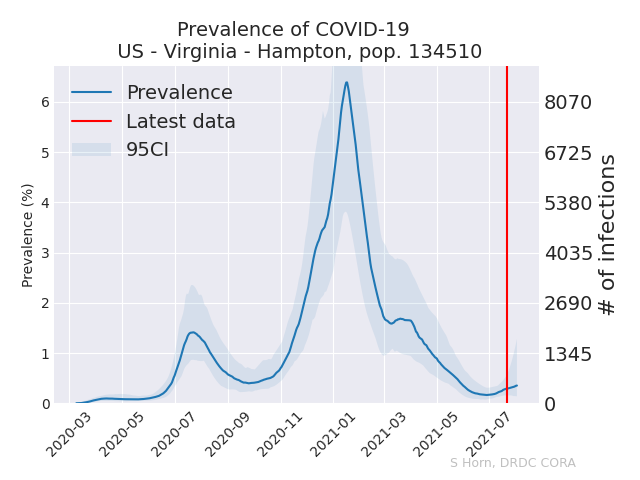 Prevalence of COVID-19
US - Virginia - Hampton, pop. 134510
Prevalence
Latest data
95CI
Prevalence (%)
6
5
4
3
2
1
0
8070
6725
5380
4035
2690
1345
0
# of infections
2020-03
2020-05
2020-07
2020-09
2020-11
2021-01
2021-03
2021-05
2021-07
S Horn, DRDC CORA